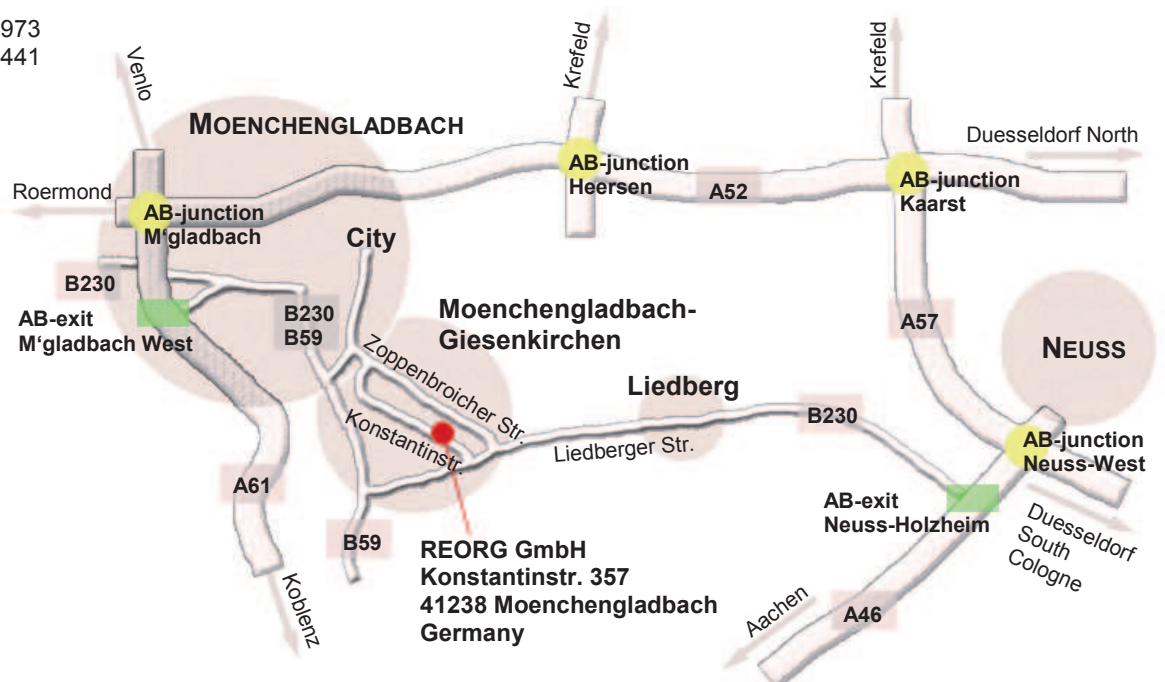 973
441
Venlo
Krefeld
Krefeld
MOENCHENGLADBACH
Duesseldorf North
AB-junction
Heersen
AB-junction
Kaarst
A52
Roermond
AB-junction
M'gladbach
City
B230
AB-exit
M'gladbach West
B230
B59
Moenchengladbach-
Giesenkirchen
A57
NEUSS
Zoppenbroicher Str.
Konstantinstr.
Liedberg
Liedberger Str.
B230
AB-junction
Neuss-West
A61
AB-exit
Neuss-Holzheim
B59
Duesseldorf
South
Cologne
REORG GmbH
Konstantinstr. 357
41238 Moenchengladbach
Germany
Koblenz
Aachen
A46